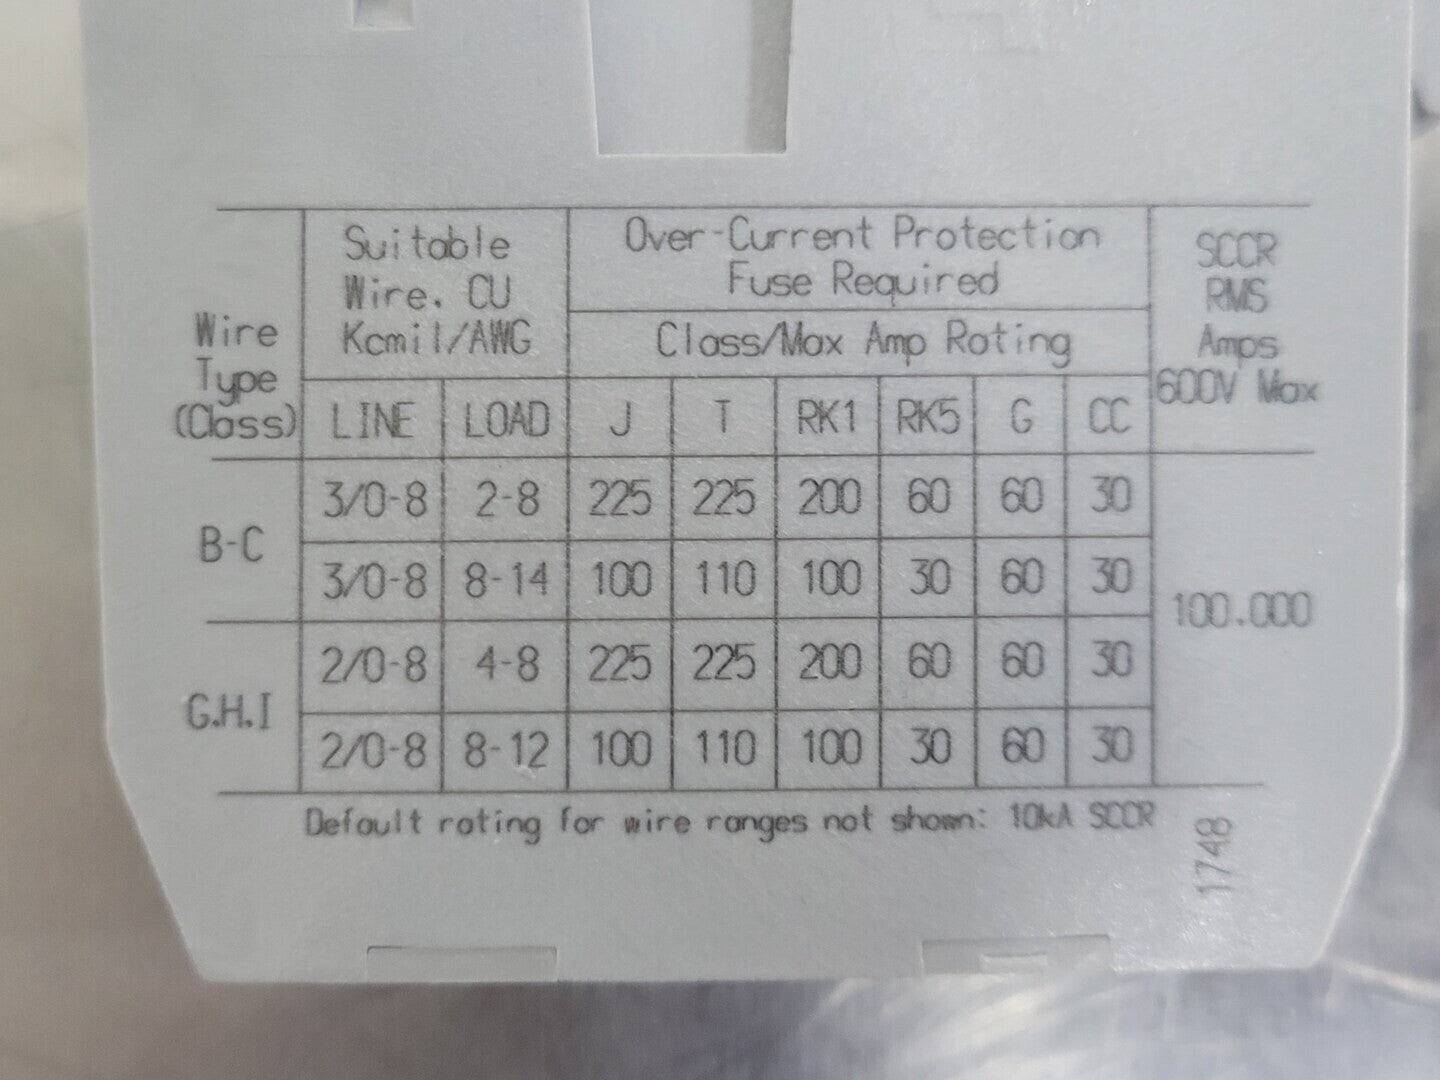 Wire
Type
(Class)
Suitable
Wire. CU
Kcmil/AWG
LINE LOAD
Over-Current Protection
Fuse Required
Class/Max Amp Rating
J T RK1 RK5 G CC
SCCR
RMS
Amps
600V Max
B-C
3/0-8 2-8 225 225 200 60 60 30
3/0-8 8-14 100 110 100 30 60 30
G.H.I
2/0-8 4-8 225 225 200 60 60 30
2/0-8 8-12 100 110 100 30 60 30
100.000
Default rating for wire ranges not shown: 10kA SCCR
1748